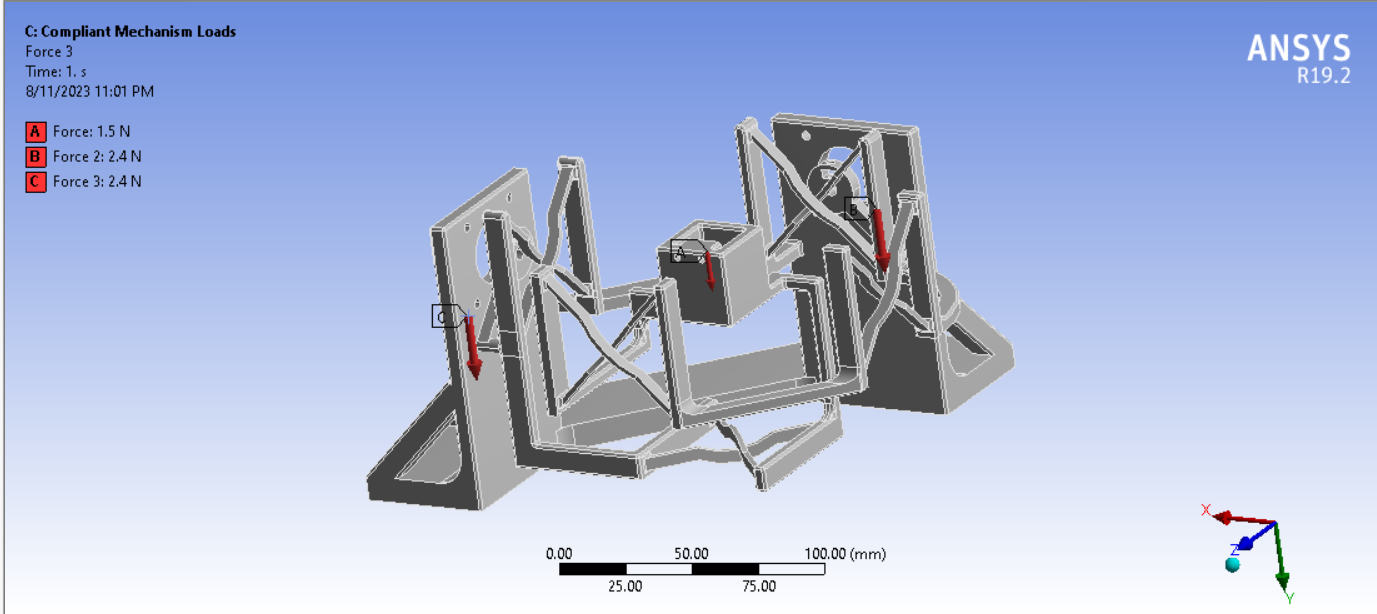 C: Compliant Mechanism Loads
Force 3
Time: 1. s
8/11/2023 11:01 PM
A Force: 1.5 N
B Force 2: 2.4 N
C Force 3: 2.4 N
ANSYS
R19.2
B
A
C
0.00 50.00 100.00 (mm)
25.00 75.00
X
Z
Y